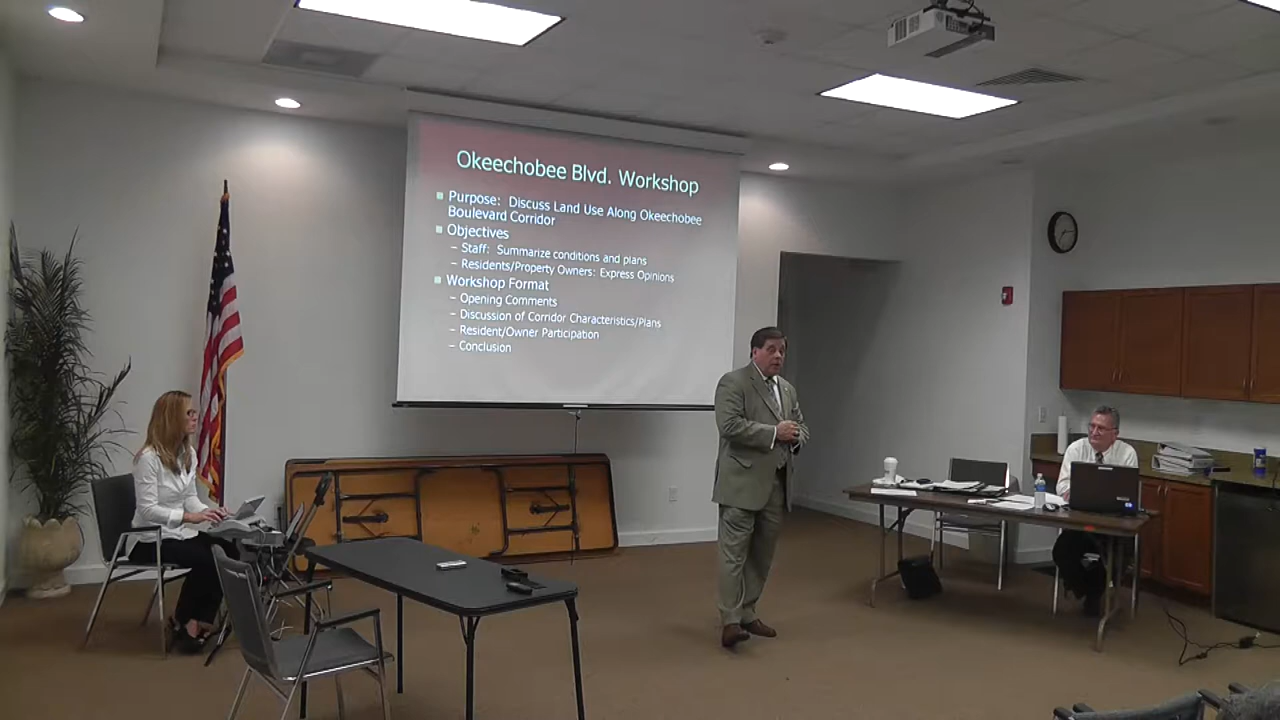 Okeechobee Blvd. Workshop
Purpose: Discuss Land Use Along Okeechobee
Boulevard Corridor
Objectives
– Staff: Summarize conditions and plans
– Residents/Property Owners: Express Opinions
Workshop Format
– Opening Comments
– Discussion of Corridor Characteristics/Plans
– Resident/Owner Participation
– Conclusion